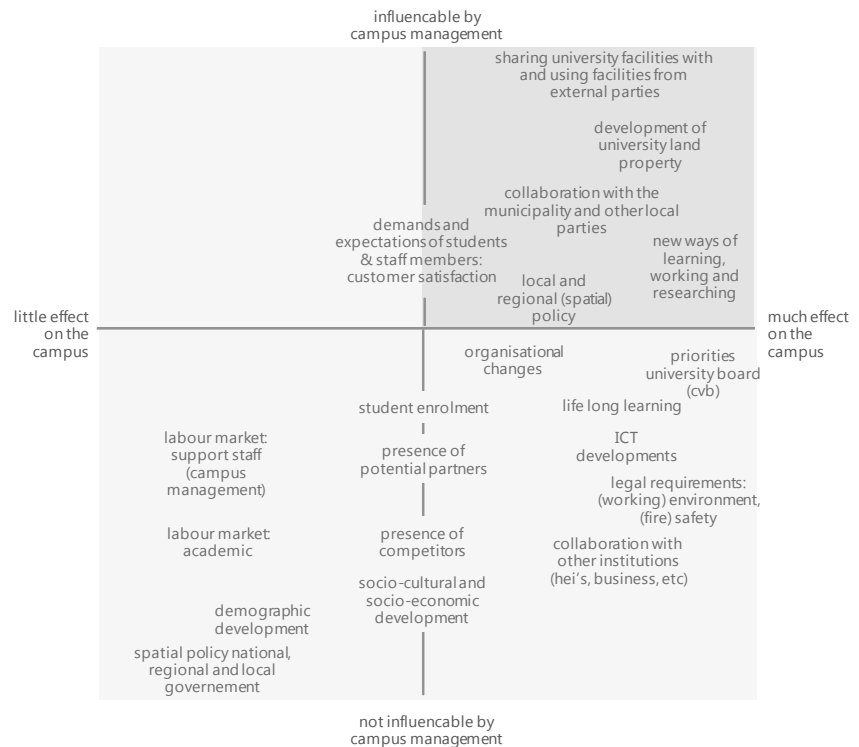 influencable by
campus management
sharing university facilities with
and using facilities from
external parties
development of
university land
property
collaboration with the
municipality and other local
parties
demands and
expectations of students
& staff members:
customer satisfaction
new ways of
learning,
working and
researching
local and
regional (spatial)
policy
little effect
on the
campus
much effect
on the
campus
organisational
changes
priorities
university board
(cvb)
student enrolment
life long learning
labour market:
support staff
(campus
management)
presence of
potential partners
ICT
developments
legal requirements:
(working) environment,
(fire) safety
labour market:
academic
presence of
competitors
collaboration with
other institutions
(hei's, business, etc)
socio-cultural and
socio-economic
development
demographic
development
spatial policy national,
regional and local
governement
not influencable by
campus management